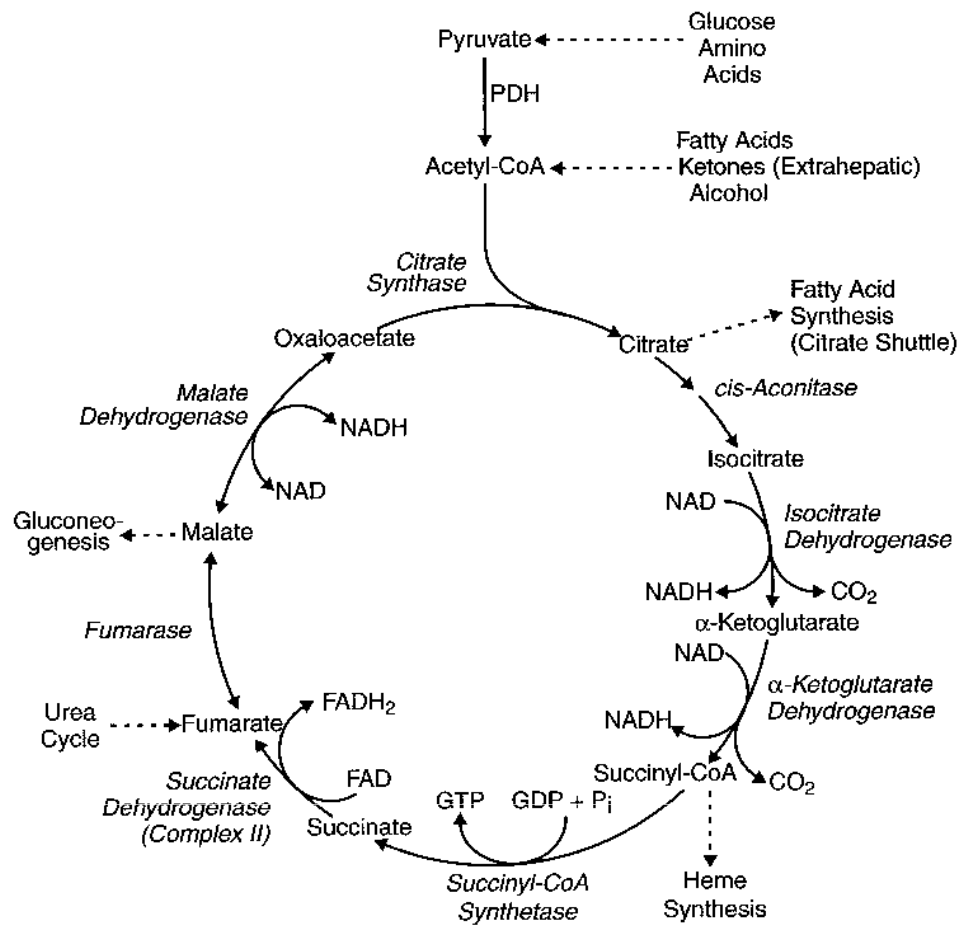 Glucose
Pyruvate
Amino
Acids
PDH
Fatty Acids
Acetyl-CoA
Ketones (Extrahepatic)
Alcohol
Citrate
Synthase
Fatty Acid
Synthesis
(Citrate Shuttle)
Oxaloacetate
Citrate
cis-Aconitase
Malate
Dehydrogenase
NADH
NAD
Isocitrate
NAD
Isocitrate
Dehydrogenase
Gluconeo-
genesis
Malate
NADH
CO2
α-Ketoglutarate
Fumarase
NAD
α-Ketoglutarate
Dehydrogenase
NADH
Urea
Cycle
Fumarate
FADH2
FAD
Succinyl-CoA
CO2
Succinate
Dehydrogenase
(Complex II)
Succinate
GTP
GDP + Pi
Succinyl-CoA
Synthetase
Heme
Synthesis